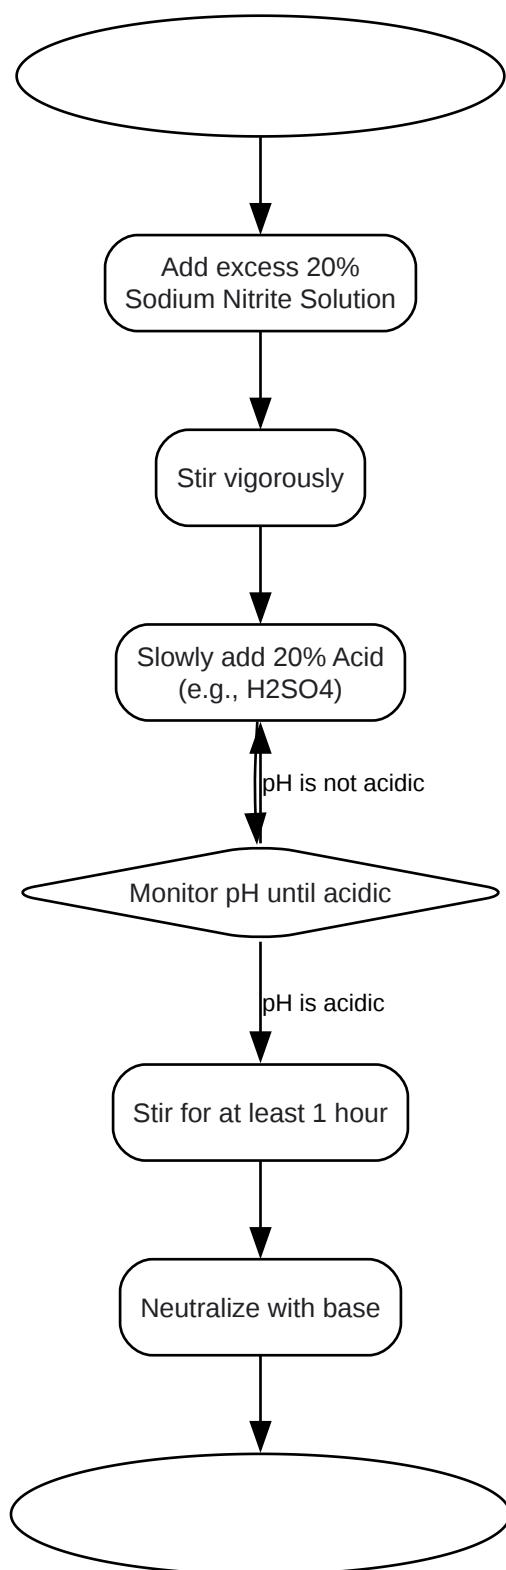 Add excess 20%
Sodium Nitrite Solution
Stir vigorously
Slowly add 20% Acid
(e.g., H2SO4)
pH is not acidic
Monitor pH until acidic
pH is acidic
Stir for at least 1 hour
Neutralize with base